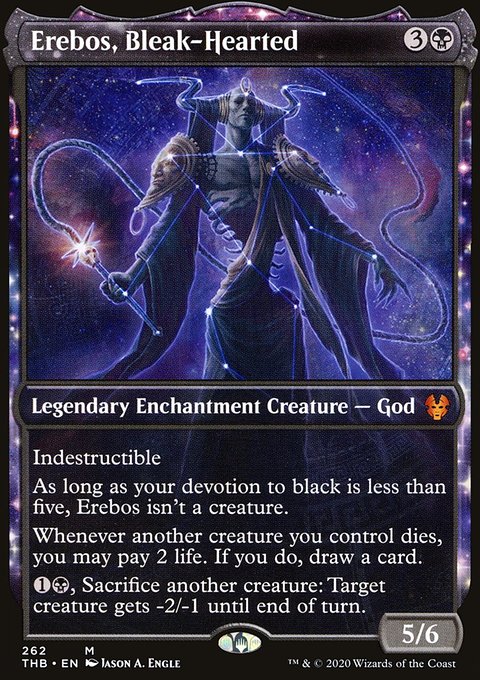 Erebos, Bleak-Hearted 3
Legendary Enchantment Creature — God
Indestructible
As long as your devotion to black is less than
five, Erebos isn't a creature.
Whenever another creature you control dies,
you may pay 2 life. If you do, draw a card.
1, Sacrifice another creature: Target
creature gets -2/-1 until end of turn.
5/6
262 M
THB • EN Jason A. Engle
™ & © 2020 Wizards of the Coast